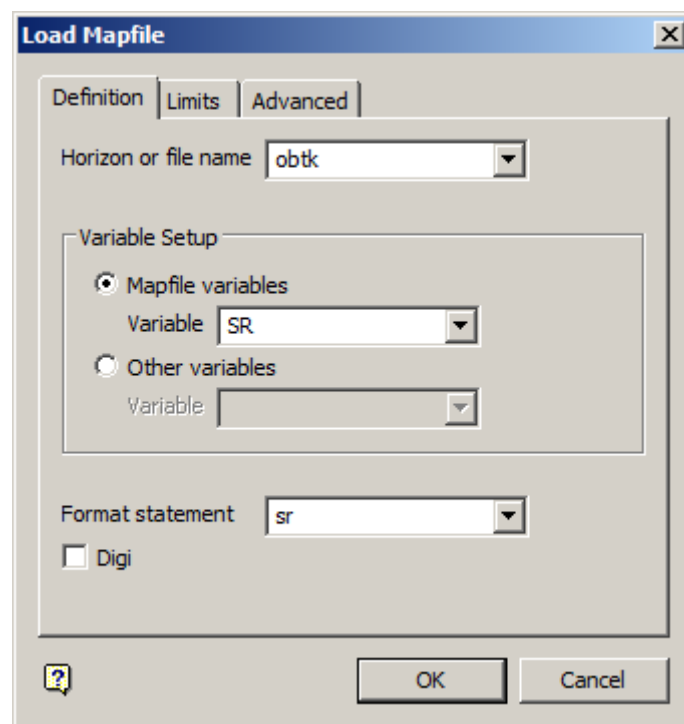 Load Mapfile
Definition Limits Advanced
Horizon or file name obtk
Variable Setup
Mapfile variables
Variable SR
Other variables
Variable
Format statement sr
Digi
? OK Cancel